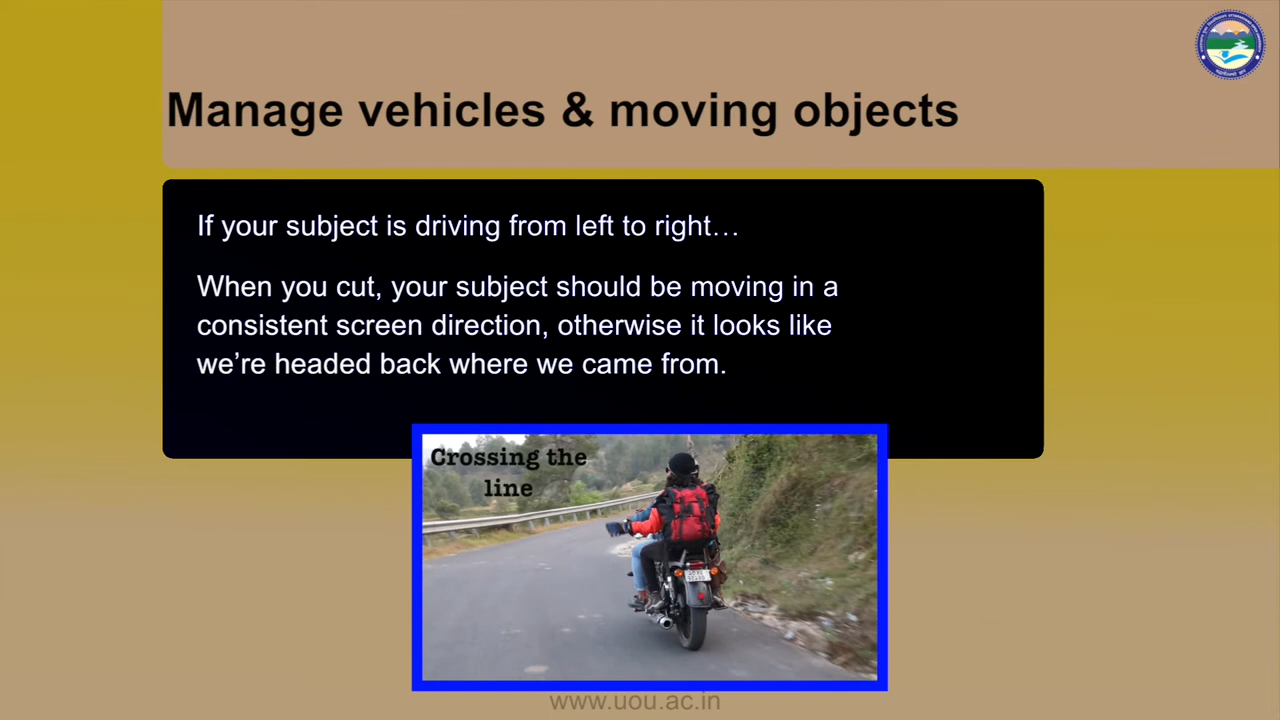 Manage vehicles & moving objects
If your subject is driving from left to right…
When you cut, your subject should be moving in a
consistent screen direction, otherwise it looks like
we’re headed back where we came from.
Crossing the
line
www.uou.ac.in